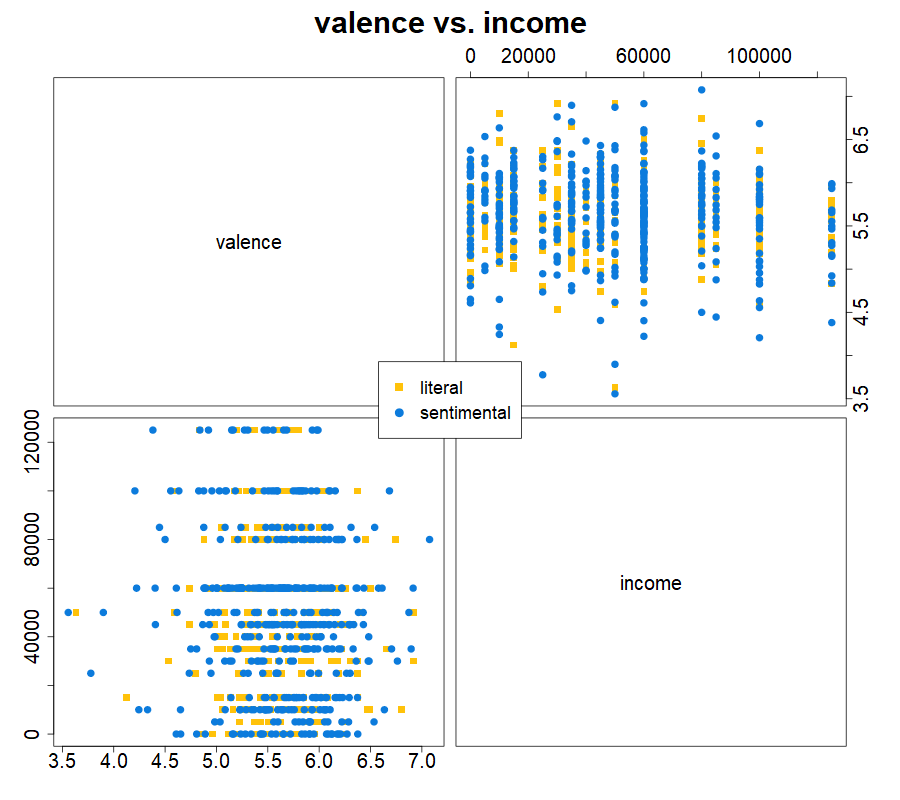 valence vs. income
0 20000 60000 100000
valence
6.5
5.5
4.5
3.5
literal
sentimental
120000
80000
40000
0
income
3.5 4.0 4.5 5.0 5.5 6.0 6.5 7.0